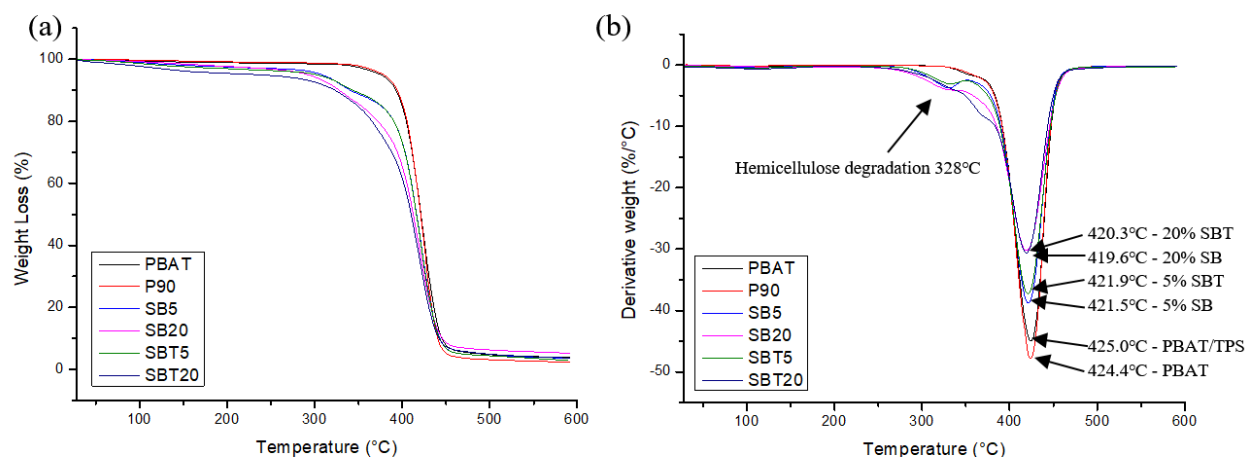 (a)
100
80
60
40
20
0
Weight Loss (%)
100
200
300
400
500
600
Temperature (°C)
PBAT
P90
SB5
SB20
SBT5
SBT20
(b)
0
-10
-20
-30
-40
-50
Derivative weight (%/°C)
100
200
300
400
500
600
Temperature (°C)
Hemicellulose degradation 328°C
420.3°C - 20% SBT
419.6°C - 20% SB
421.9°C - 5% SBT
421.5°C - 5% SB
425.0°C - PBAT/TPS
424.4°C - PBAT
PBAT
P90
SB5
SB20
SBT5
SBT20